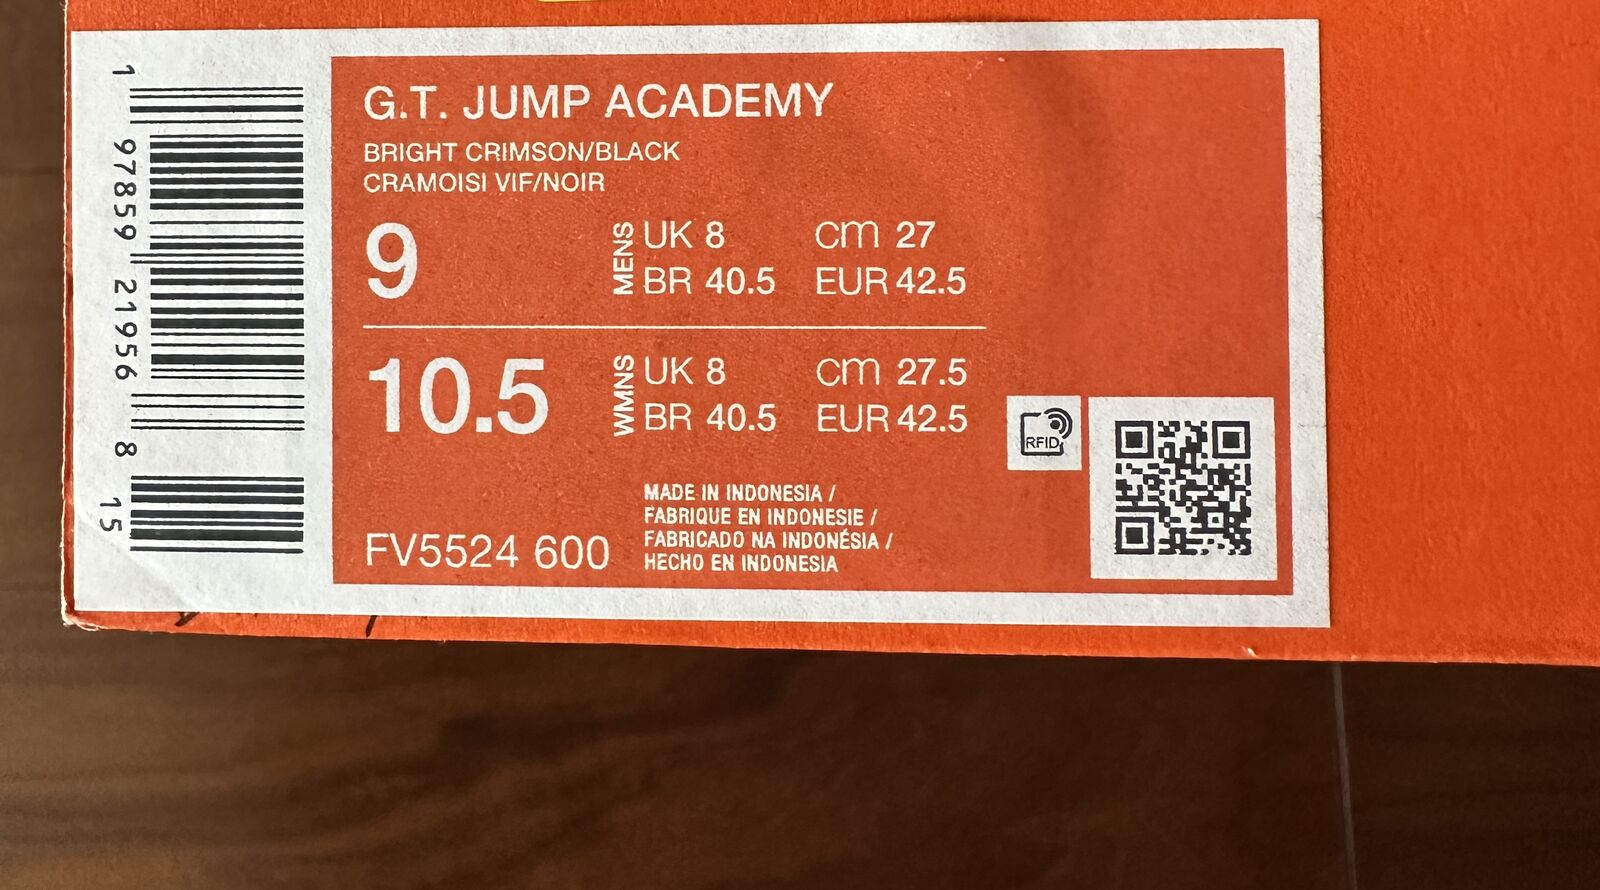 G.T. JUMP ACADEMY
BRIGHT CRIMSON/BLACK
CRAMOISI VIF/NOIR
9
MENS
UK 8 cm 27
BR 40.5 EUR 42.5
10.5
WMNS
UK 8 cm 27.5
BR 40.5 EUR 42.5
FV5524 600
MADE IN INDONESIA /
FABRIQUE EN INDONESIE /
FABRICADO NA INDONÉSIA /
HECHO EN INDONESIA
RFID
1 97859 21956 8
15